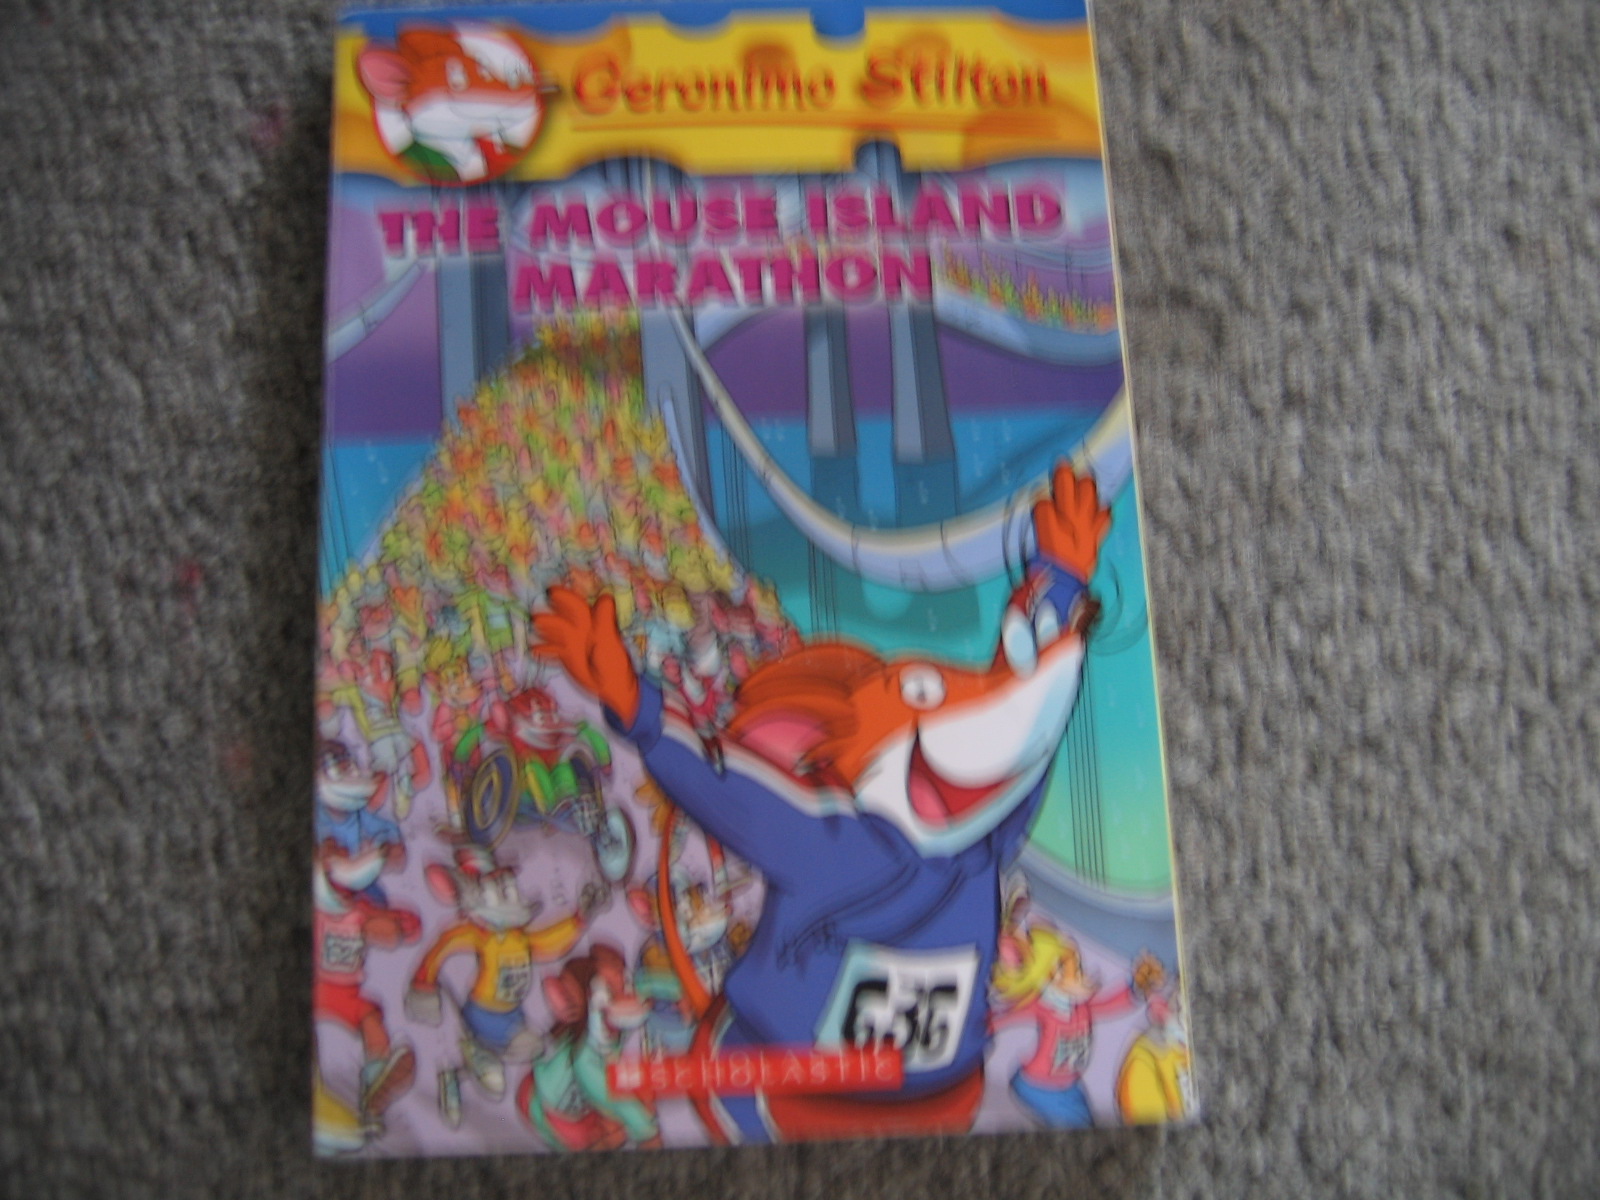 Geronimo Stilton
THE MOUSE ISLAND
MARATHON
SCHOLASTIC